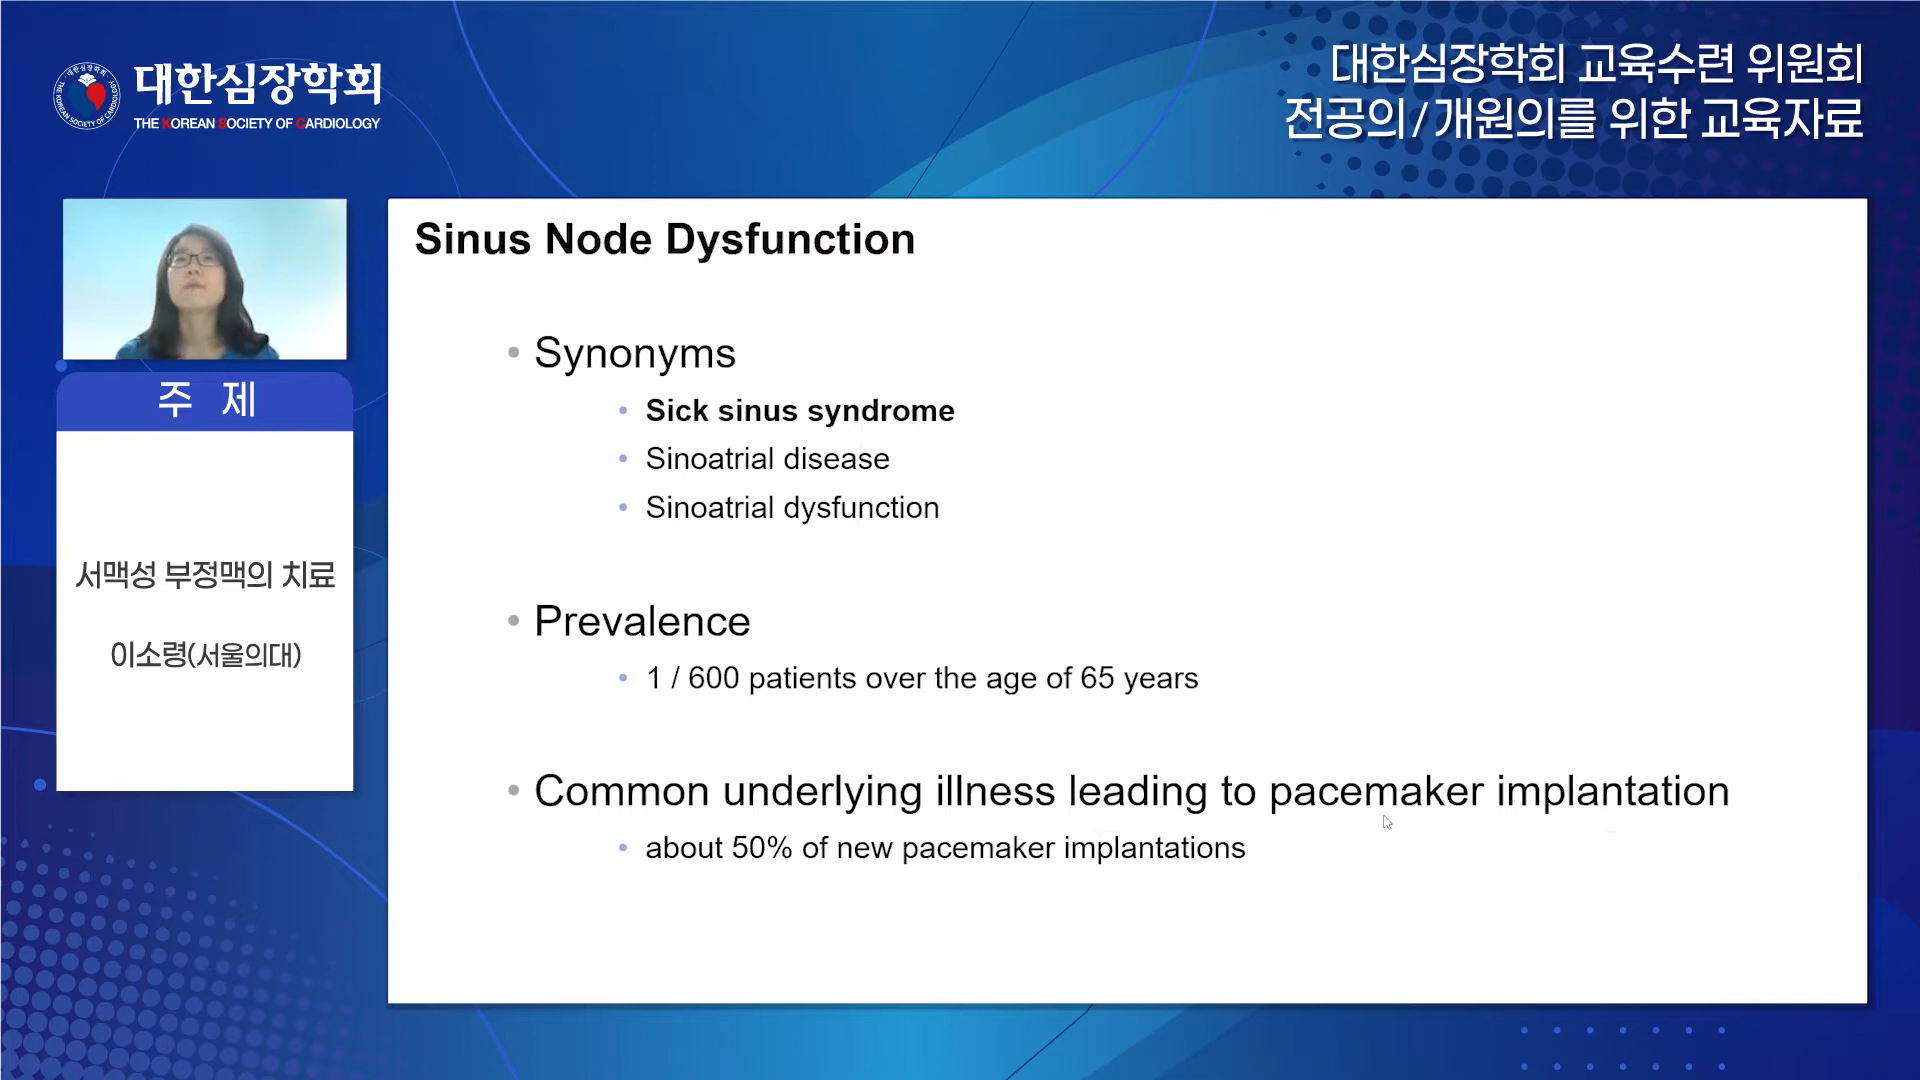 대한심장학회
THE KOREAN SOCIETY OF CARDIOLOGY
대한심장학회 교육수련 위원회
전공의/개원의를 위한 교육자료
주 제
서맥성 부정맥의 치료
이소령(서울의대)
Sinus Node Dysfunction
• Synonyms
• Sick sinus syndrome
• Sinoatrial disease
• Sinoatrial dysfunction
• Prevalence
• 1 / 600 patients over the age of 65 years
• Common underlying illness leading to pacemaker implantation
• about 50% of new pacemaker implantations